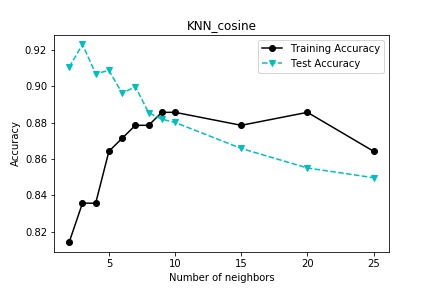 KNN_cosine
Training Accuracy
Test Accuracy
0.92
0.90
0.88
0.86
0.84
0.82
Accuracy
5
10
15
20
25
Number of neighbors